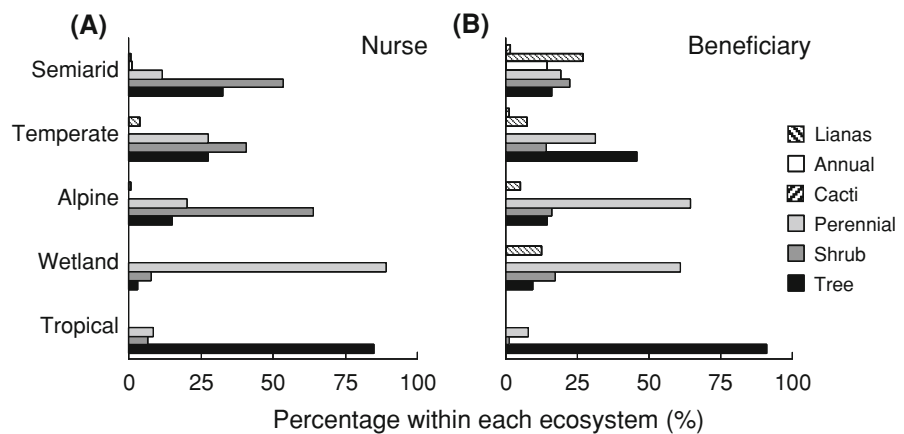 (A)
Nurse
(B)
Beneficiary
Semiarid
Temperate
Alpine
Wetland
Tropical
Lianas
Annual
Cacti
Perennial
Shrub
Tree
0 25 50 75 100
0 25 50 75 100
Percentage within each ecosystem (%)